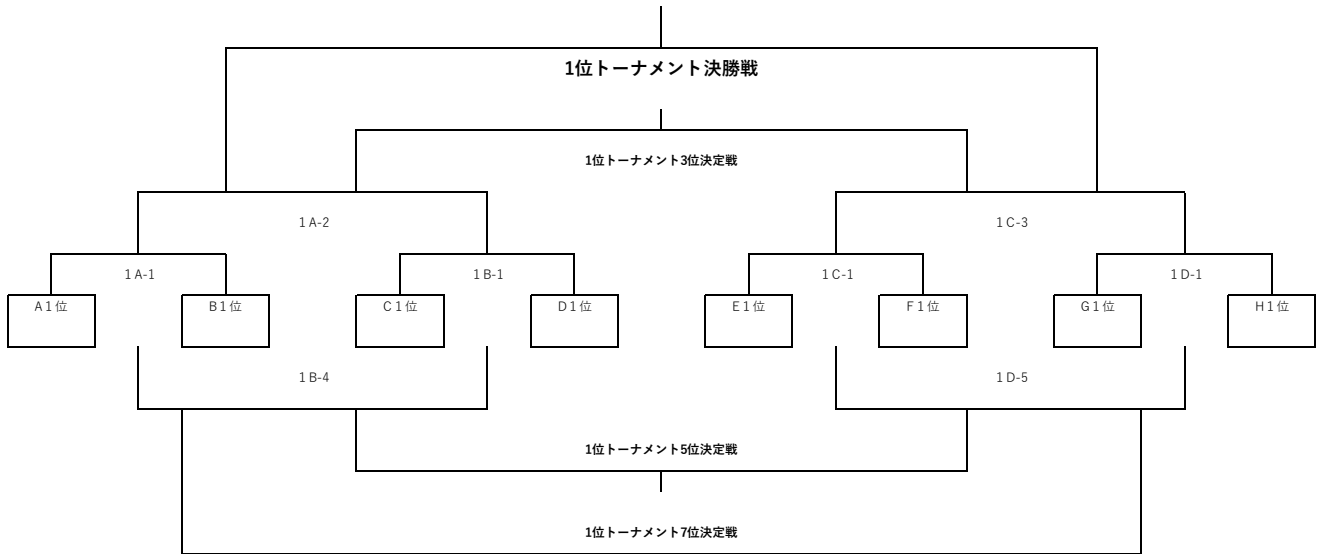 1位トーナメント決勝戦
1位トーナメント3位決定戦
1A-2
1C-3
1A-1
1B-1
1C-1
1D-1
A1位
B1位
C1位
D1位
E1位
F1位
G1位
H1位
1B-4
1D-5
1位トーナメント5位決定戦
1位トーナメント7位決定戦